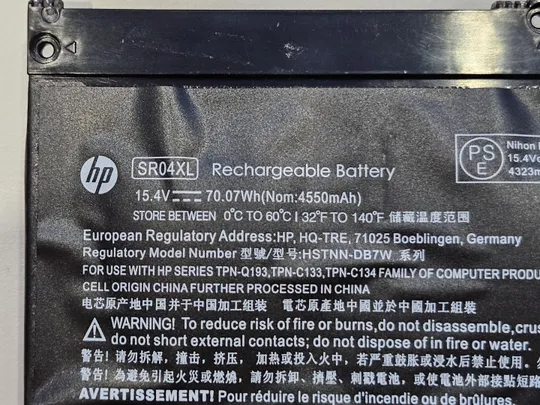 hp SR04XL Rechargeable Battery
15.4V 70.07Wh(Nom:4550mAh)
STORE BETWEEN 0°C TO 60°C I 32°F TO 140°F 储藏温度范围
PS
E
Nihon
15.4V
4323m
European Regulatory Address:HP, HQ-TRE, 71025 Boeblingen, Germany
Regulatory Model Number 型号/型号:HSTNN-DB7W 系列
FOR USE WITH HP SERIES TPN-Q193,TPN-C133,TPN-C134 FAMILY OF COMPUTER PRODU
CELL ORIGIN CHINA FURTHER PROCESSED IN CHINA
电芯原产地中国并于中国加工组装 電芯原產地中國並於中國加工組裝
WARNING! To reduce risk of fire or burns,do not disassemble,crus
do not short external contacts; do not dispose of in fire or water.
警告! 请勿拆解，撞击，挤压， 加热或投入火中，若严重鼓胀或浸水后禁止使用。
警告! 為避免引起火災或燃燒，請勿拆卸、擠壓、刺戳電池，或使電池外部接點短路
AVERTISSEMENT! Pour réduire le risque d'incendie ou de brûlures.